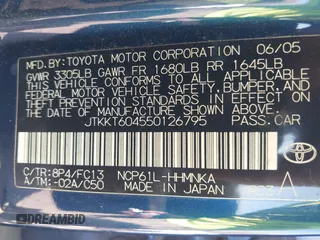 MFD. BY: TOYOTA MOTOR CORPORATION 06/05
GVWR 3305LB GAWR FR 1680LB RR 1645LB
THIS VEHICLE CONFORMS TO ALL APPLICABLE
FEDERAL MOTOR VEHICLE SAFETY, BUMPER, AND
THEFT PREVENTION STANDARDS IN EFFECT ON
THE DATE OF MANUFACTURE SHOWN ABOVE.
JTKKT604550126795 PASS. CAR
C/TR: 8P4/FC13 NCP61L-HHMNKA
A/TM: -02A/C50 MADE IN JAPAN A
TOYOTA
DREAMBID